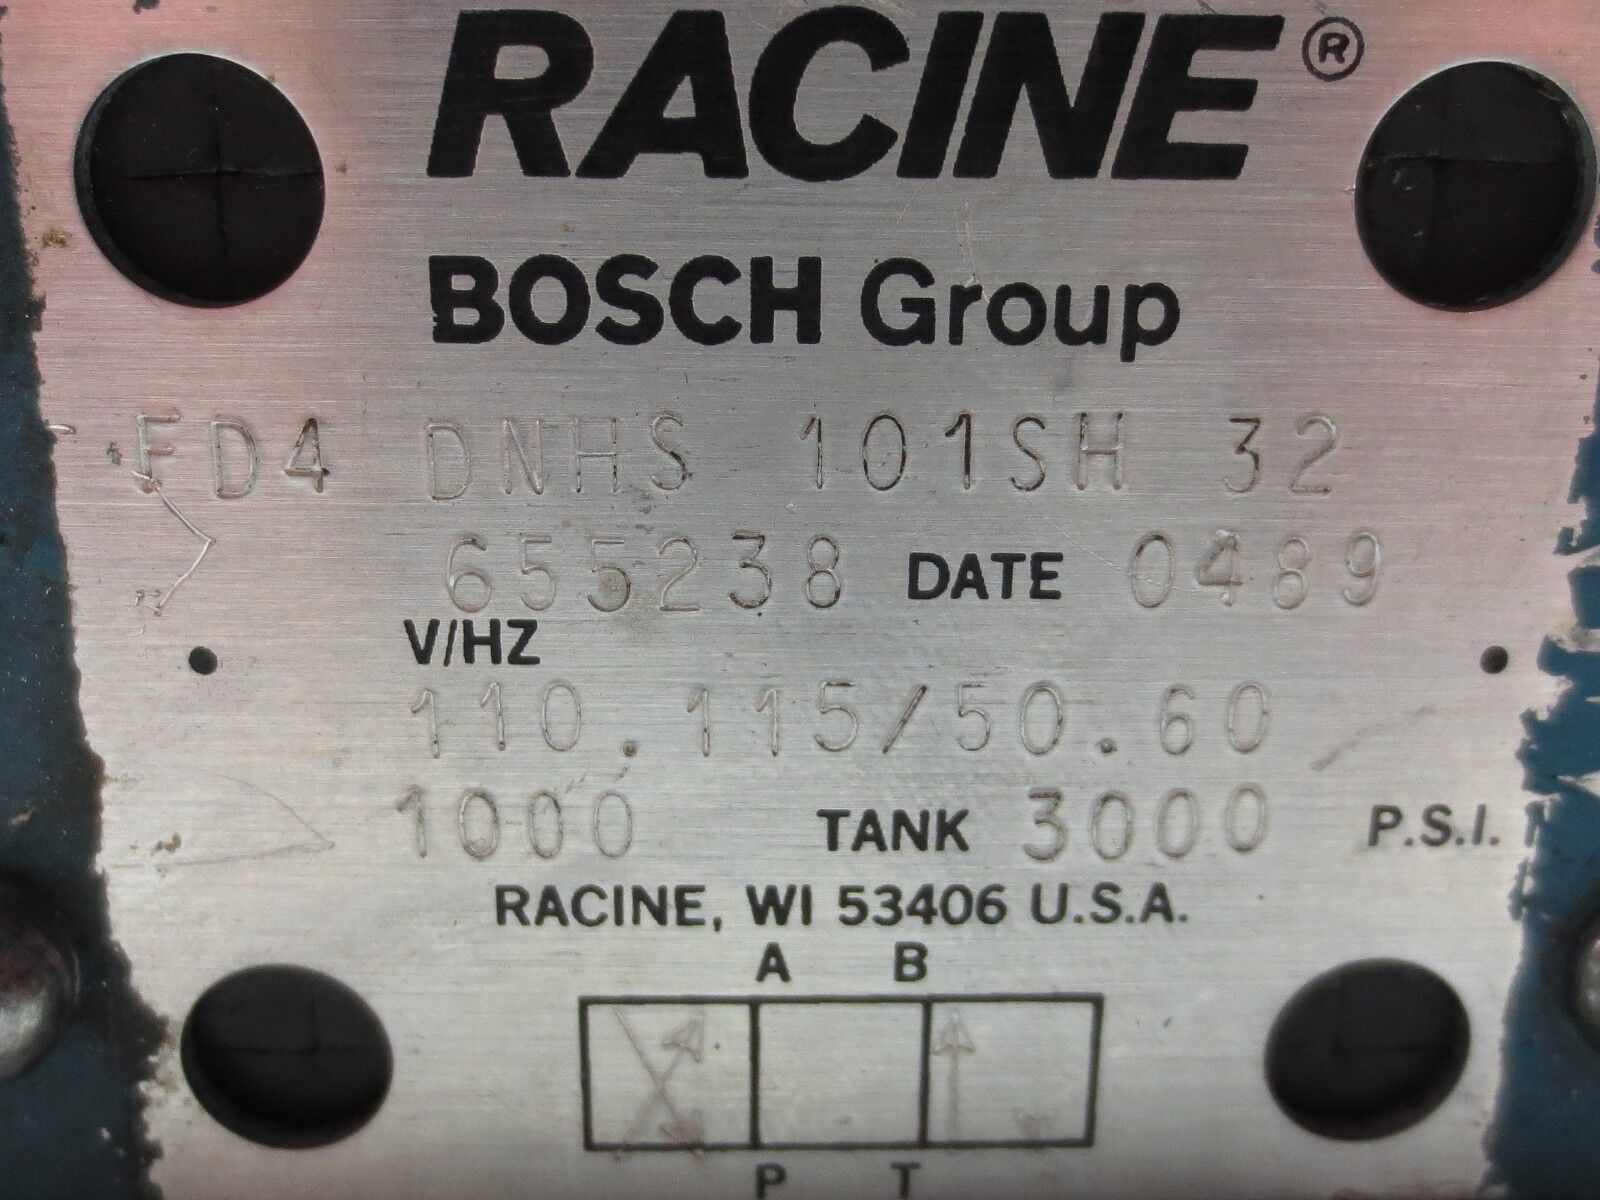 RACINE®
BOSCH Group
FD4 DNHS 101SH 32
655238 DATE 0489
V/HZ
110.115/50.60
1000 TANK 3000 P.S.I.
RACINE, WI 53406 U.S.A.
A B
P T